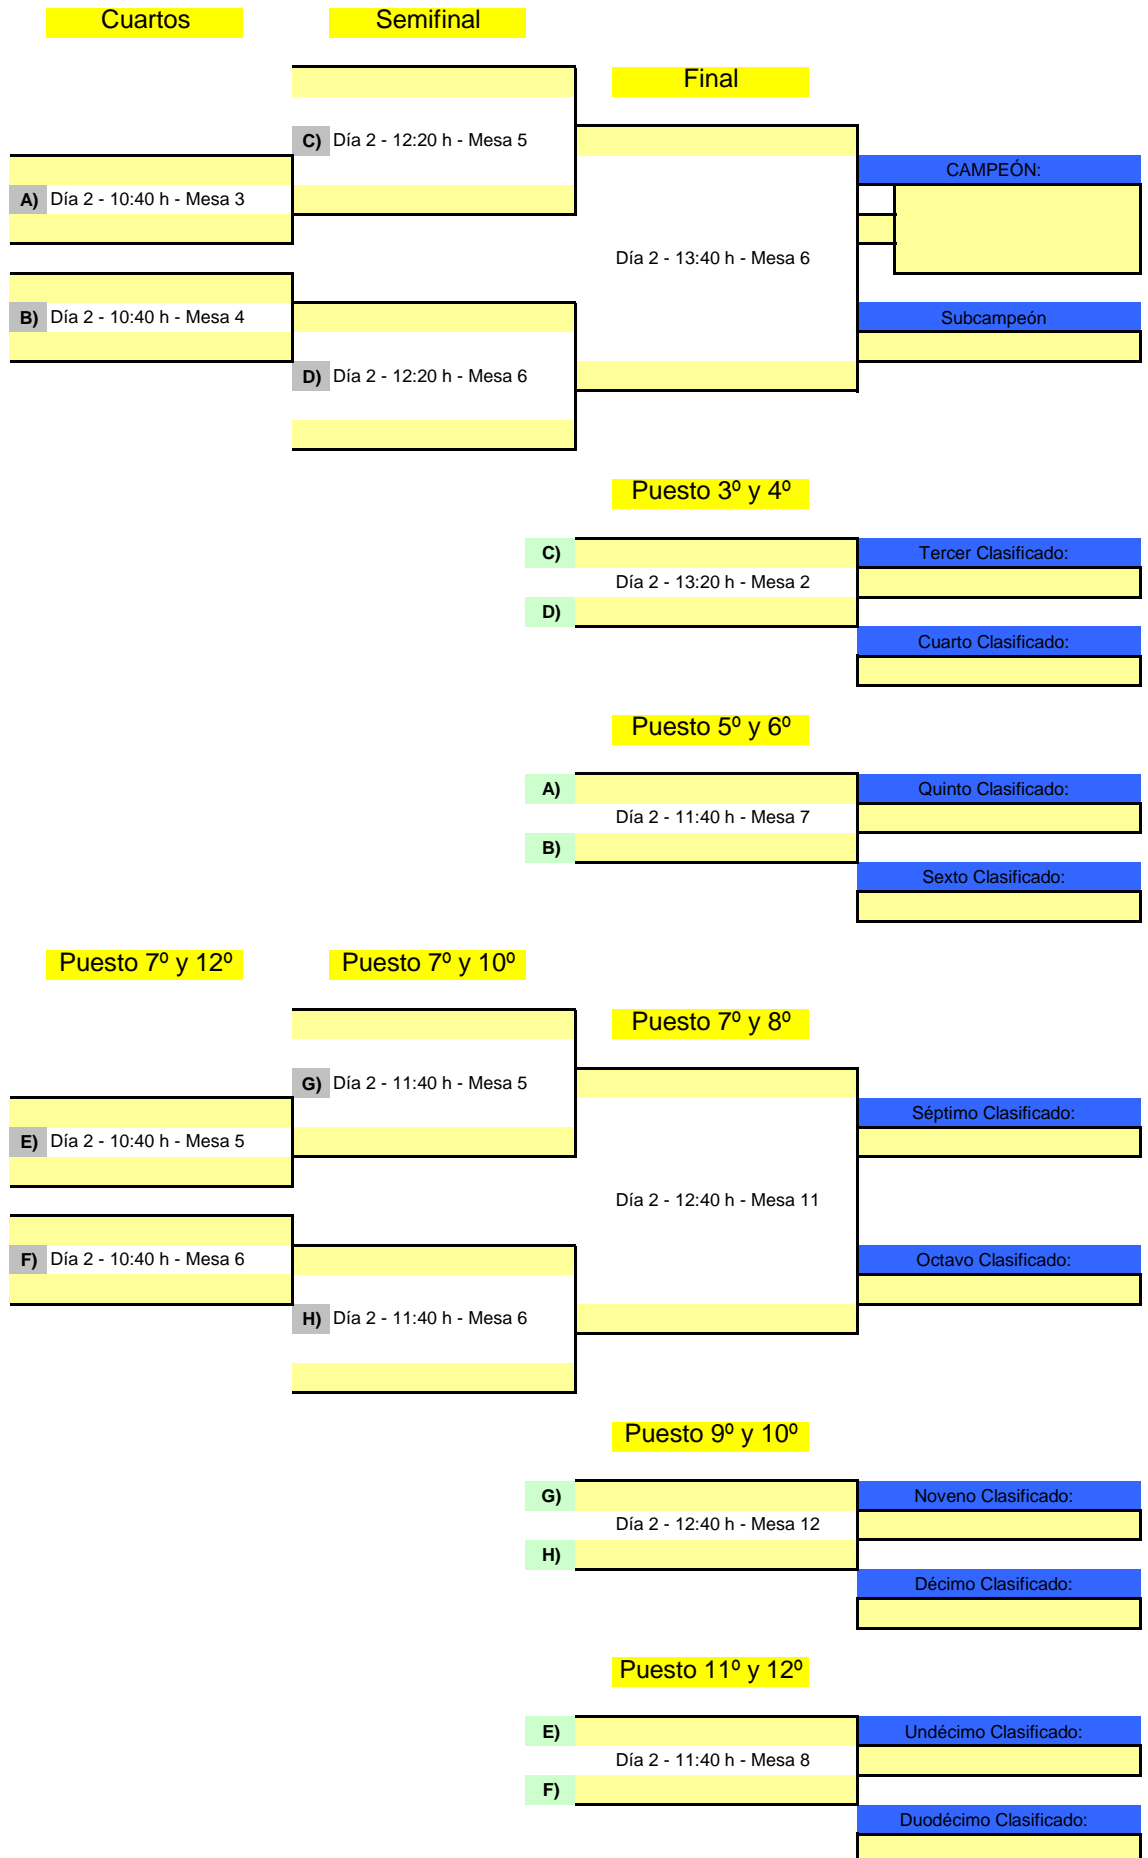 Cuartos
Semifinal
Final
C) Día 2 - 12:20 h - Mesa 5
CAMPEÓN:
A) Día 2 - 10:40 h - Mesa 3
Día 2 - 13:40 h - Mesa 6
B) Día 2 - 10:40 h - Mesa 4
Subcampeón
D) Día 2 - 12:20 h - Mesa 6
Puesto 3º y 4º
C)
Tercer Clasificado:
Día 2 - 13:20 h - Mesa 2
D)
Cuarto Clasificado:
Puesto 5º y 6º
A)
Quinto Clasificado:
Día 2 - 11:40 h - Mesa 7
B)
Sexto Clasificado:
Puesto 7º y 12º
Puesto 7º y 10º
Puesto 7º y 8º
G) Día 2 - 11:40 h - Mesa 5
Séptimo Clasificado:
E) Día 2 - 10:40 h - Mesa 5
Día 2 - 12:40 h - Mesa 11
F) Día 2 - 10:40 h - Mesa 6
Octavo Clasificado:
H) Día 2 - 11:40 h - Mesa 6
Puesto 9º y 10º
G)
Noveno Clasificado:
Día 2 - 12:40 h - Mesa 12
H)
Décimo Clasificado:
Puesto 11º y 12º
E)
Undécimo Clasificado:
Día 2 - 11:40 h - Mesa 8
F)
Duodécimo Clasificado: